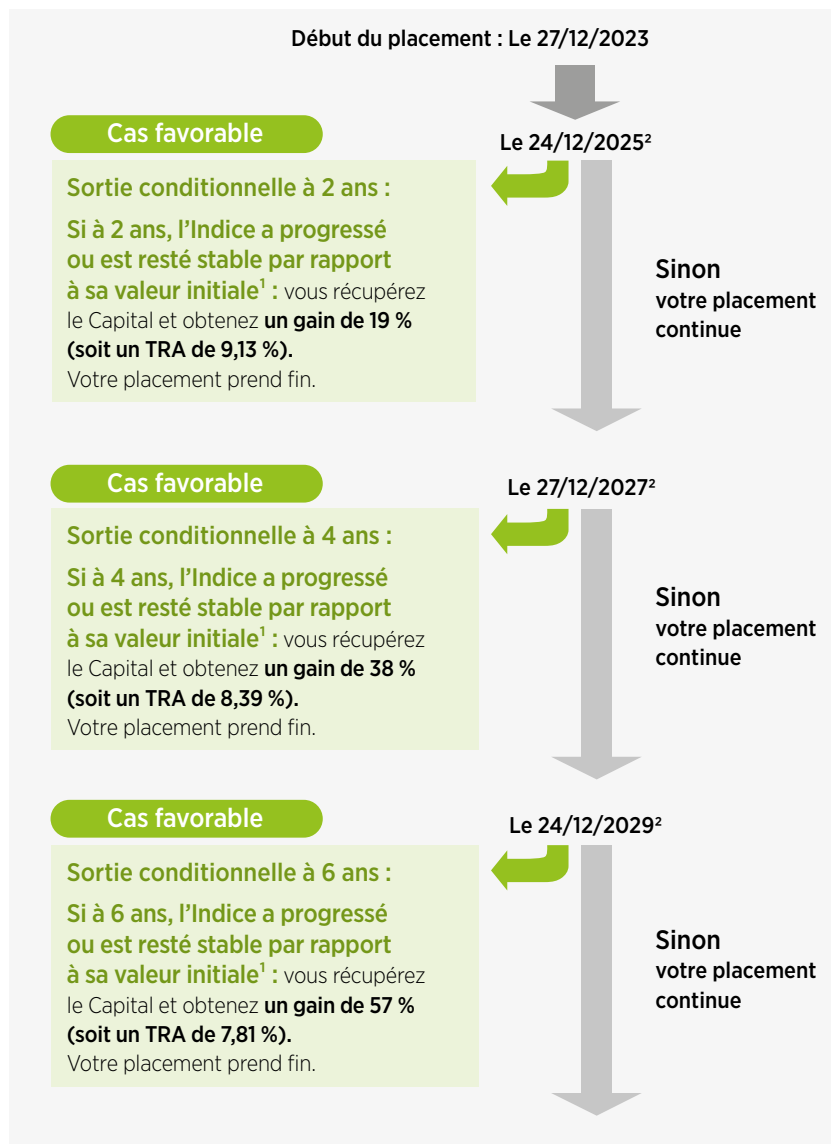 Début du placement : Le 27/12/2023
Cas favorable
Le 24/12/2025²
Sortie conditionnelle à 2 ans :
Si à 2 ans, l'Indice a progressé
ou est resté stable par rapport
à sa valeur initiale¹ : vous récupérez
le Capital et obtenez un gain de 19 %
(soit un TRA de 9,13 %).
Votre placement prend fin.
Sinon
votre placement
continue
Cas favorable
Le 27/12/2027²
Sortie conditionnelle à 4 ans :
Si à 4 ans, l'Indice a progressé
ou est resté stable par rapport
à sa valeur initiale¹ : vous récupérez
le Capital et obtenez un gain de 38 %
(soit un TRA de 8,39 %).
Votre placement prend fin.
Sinon
votre placement
continue
Cas favorable
Le 24/12/2029²
Sortie conditionnelle à 6 ans :
Si à 6 ans, l'Indice a progressé
ou est resté stable par rapport
à sa valeur initiale¹ : vous récupérez
le Capital et obtenez un gain de 57 %
(soit un TRA de 7,81 %).
Votre placement prend fin.
Sinon
votre placement
continue